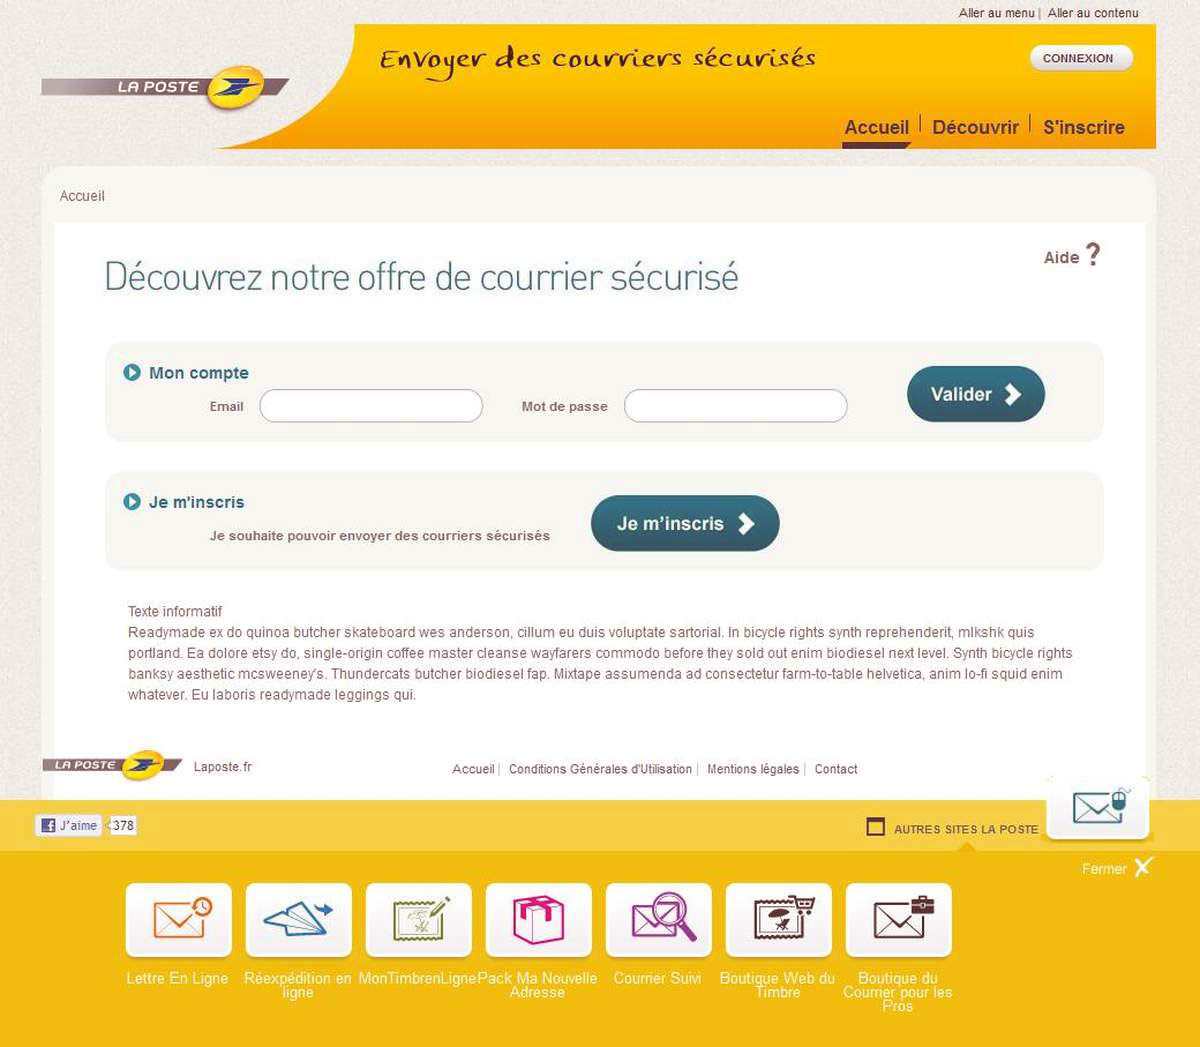 Aller au menu | Aller au contenu
Envoyer des courriers sécurisés
CONNEXION
LA POSTE
Accueil | Découvrir | S'inscrire
Accueil
Aide ?
Découvrez notre offre de courrier sécurisé
Mon compte
Email
Mot de passe
Valider
Je m'inscris
Je souhaite pouvoir envoyer des courriers sécurisés
Je m'inscris
Texte informatif
Readymade ex do quinoa butcher skateboard wes anderson, cillum eu duis voluptate sartorial. In bicycle rights synth reprehenderit, mlkshk quis
portland. Ea dolore etsy do, single-origin coffee master cleanse wayfarers commodo before they sold out enim biodiesel next level. Synth bicycle rights
banksy aesthetic mcsweeney's. Thundercats butcher biodiesel fap. Mixtape assumenda ad consectetur farm-to-table helvetica, anim lo-fi squid enim
whatever. Eu laboris readymade leggings qui.
LA POSTE
Laposte.fr
Accueil | Conditions Générales d'Utilisation | Mentions légales | Contact
J'aime
378
AUTRES SITES LA POSTE
Fermer
Lettre En Ligne
Réexpédition en
ligne
MonTimbrenLigne
Pack Ma Nouvelle
Adresse
Courrier Suivi
Boutique Web du
Timbre
Boutique du
Courrier pour les
Pros